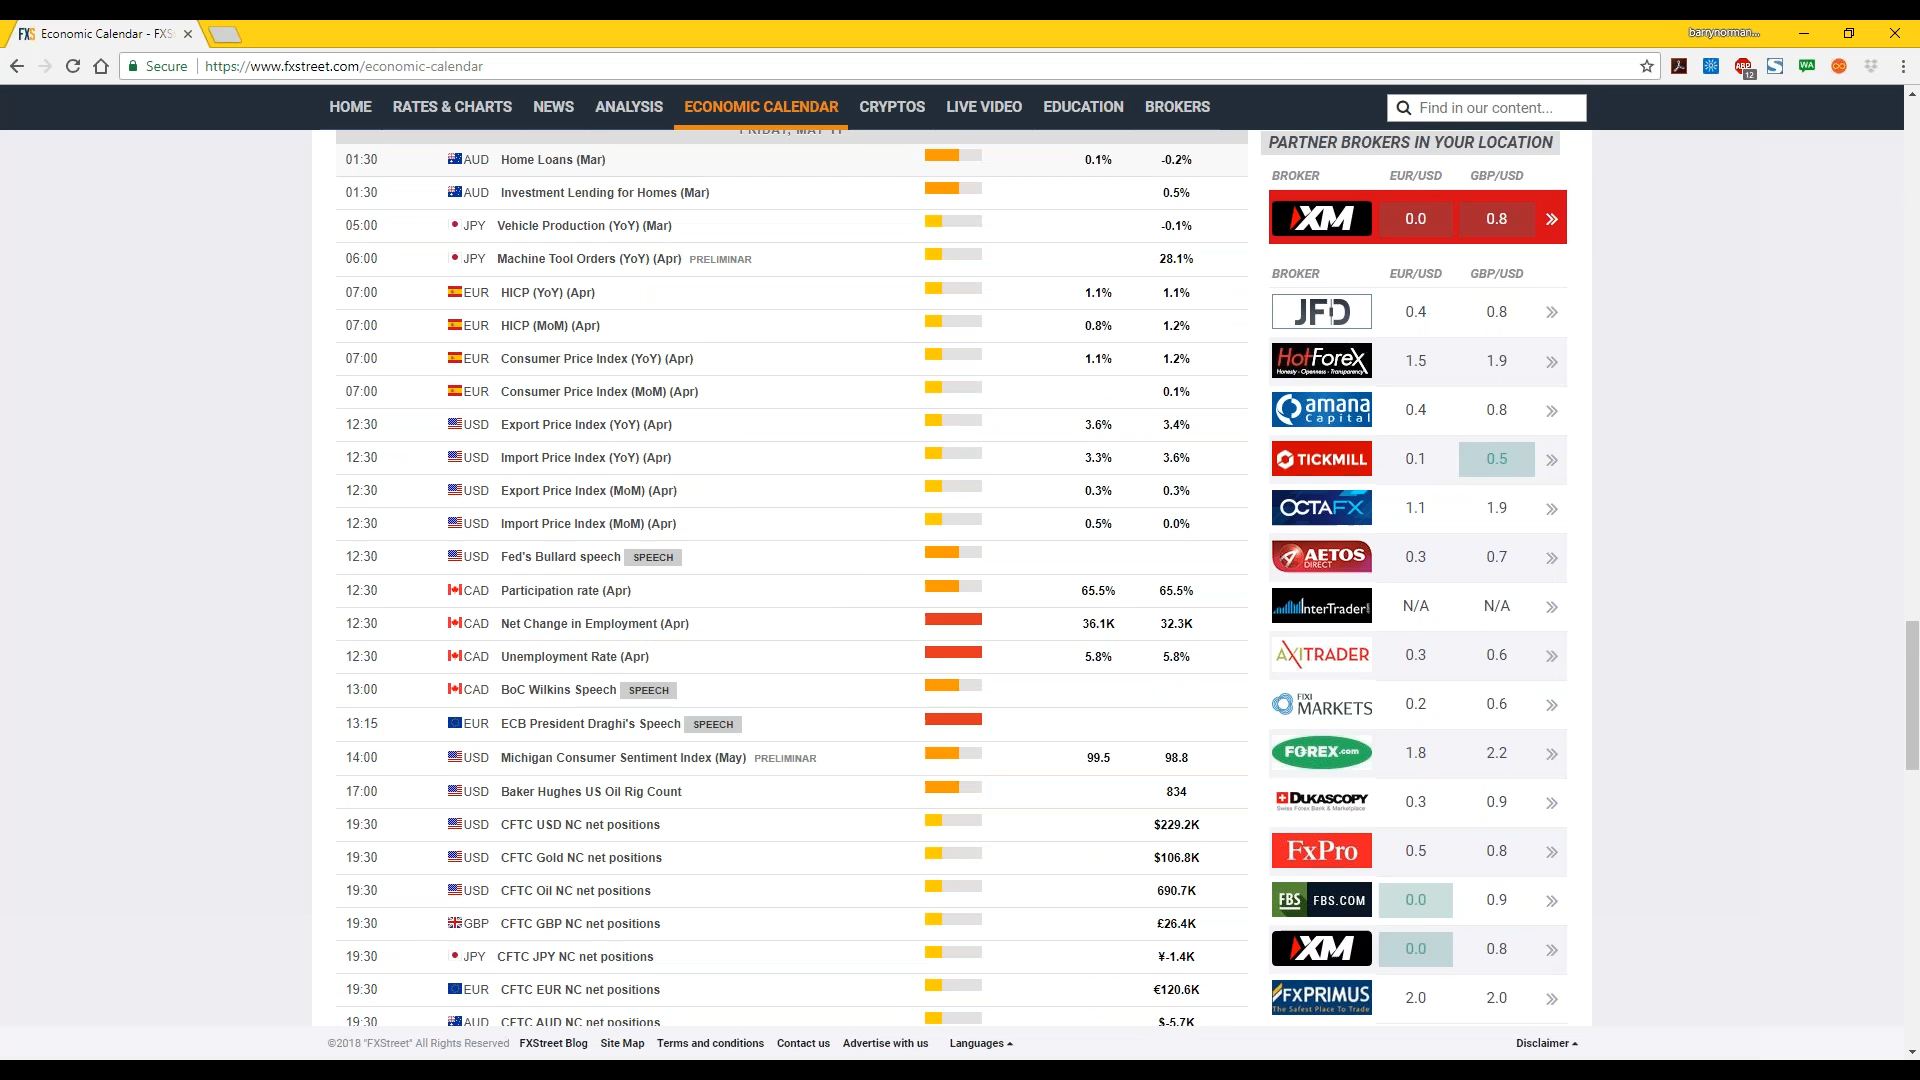 FXS Economic Calendar - FXS
barrynorman...
Secure https://www.fxstreet.com/economic-calendar
ABP 12 WA
HOME RATES & CHARTS NEWS ANALYSIS ECONOMIC CALENDAR CRYPTOS LIVE VIDEO EDUCATION BROKERS
Find in our content...
FRIDAY, MAY 11
01:30 AUD Home Loans (Mar) 0.1% -0.2%
01:30 AUD Investment Lending for Homes (Mar) 0.5%
05:00 JPY Vehicle Production (YoY) (Mar) -0.1%
06:00 JPY Machine Tool Orders (YoY) (Apr) PRELIMINAR 28.1%
07:00 EUR HICP (YoY) (Apr) 1.1% 1.1%
07:00 EUR HICP (MoM) (Apr) 0.8% 1.2%
07:00 EUR Consumer Price Index (YoY) (Apr) 1.1% 1.2%
07:00 EUR Consumer Price Index (MoM) (Apr) 0.1%
12:30 USD Export Price Index (YoY) (Apr) 3.6% 3.4%
12:30 USD Import Price Index (YoY) (Apr) 3.3% 3.6%
12:30 USD Export Price Index (MoM) (Apr) 0.3% 0.3%
12:30 USD Import Price Index (MoM) (Apr) 0.5% 0.0%
12:30 USD Fed's Bullard speech SPEECH
12:30 CAD Participation rate (Apr) 65.5% 65.5%
12:30 CAD Net Change in Employment (Apr) 36.1K 32.3K
12:30 CAD Unemployment Rate (Apr) 5.8% 5.8%
13:00 CAD BoC Wilkins Speech SPEECH
13:15 EUR ECB President Draghi's Speech SPEECH
14:00 USD Michigan Consumer Sentiment Index (May) PRELIMINAR 99.5 98.8
17:00 USD Baker Hughes US Oil Rig Count 834
19:30 USD CFTC USD NC net positions $229.2K
19:30 USD CFTC Gold NC net positions $106.8K
19:30 USD CFTC Oil NC net positions 690.7K
19:30 GBP CFTC GBP NC net positions £26.4K
19:30 JPY CFTC JPY NC net positions ¥-1.4K
19:30 EUR CFTC EUR NC net positions €120.6K
19:30 AUD CFTC AUD NC net positions $-5.7K
PARTNER BROKERS IN YOUR LOCATION
BROKER EUR/USD GBP/USD
XM 0.0 0.8
BROKER EUR/USD GBP/USD
JFD 0.4 0.8
HotForex Honesty - Openness - Transparency 1.5 1.9
amana capital 0.4 0.8
TICKMILL 0.1 0.5
OCTAFX 1.1 1.9
AETOS DIRECT 0.3 0.7
InterTrader N/A N/A
AXITRADER 0.3 0.6
FIXI MARKETS 0.2 0.6
FOREX.com 1.8 2.2
DUKASCOPY Swiss Forex Bank & Marketplace 0.3 0.9
FxPro 0.5 0.8
FBS FBS.COM 0.0 0.9
XM 0.0 0.8
FXPRIMUS The Safest Place To Trade 2.0 2.0
©2018 "FXStreet" All Rights Reserved FXStreet Blog Site Map Terms and conditions Contact us Advertise with us Languages Disclaimer